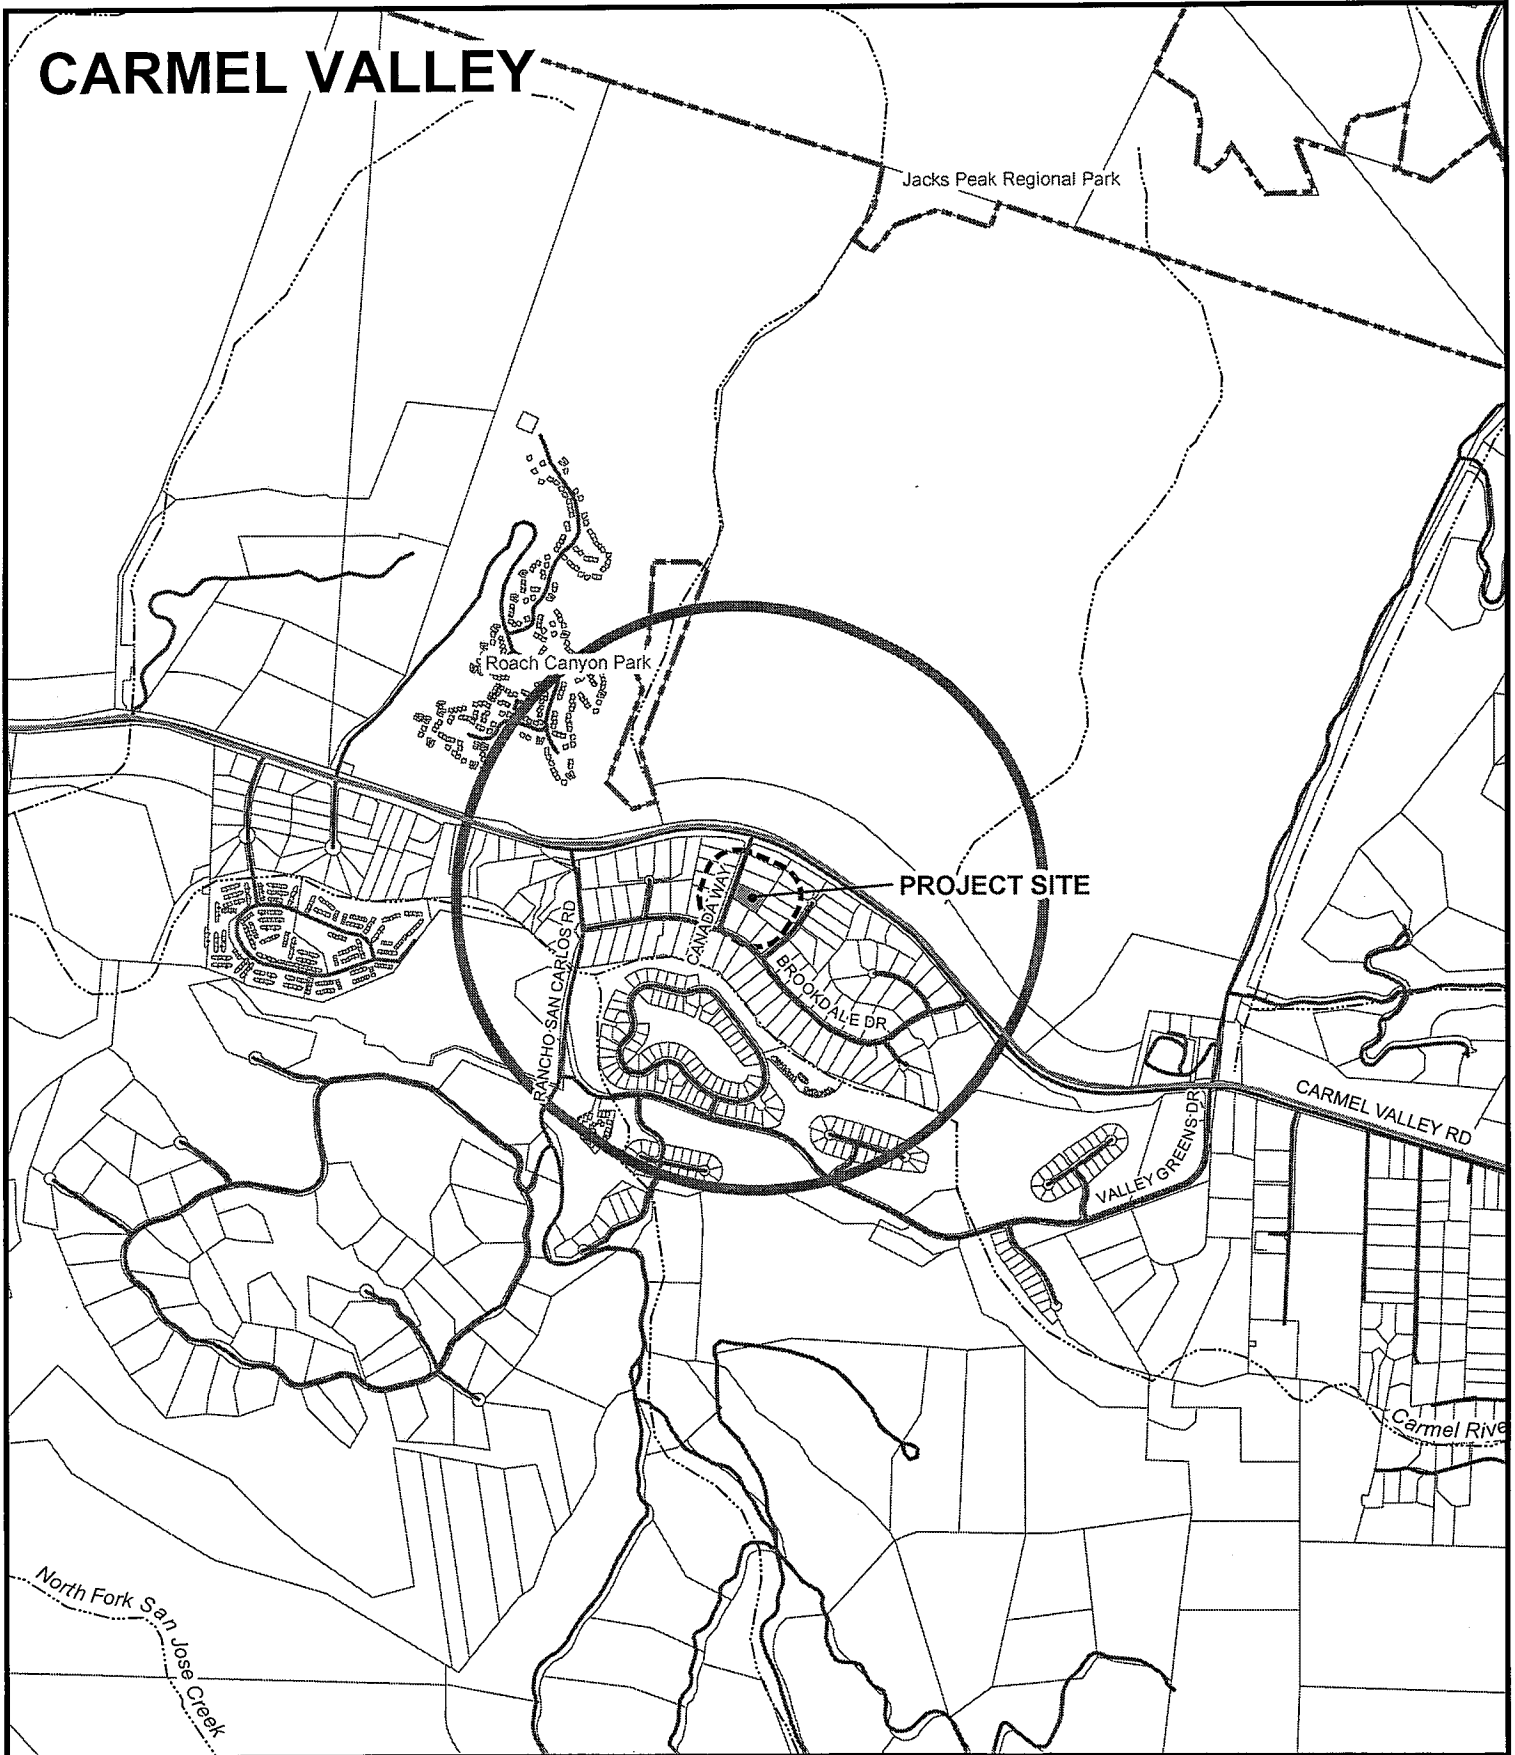 CARMEL VALLEY
Jacks Peak Regional Park
Roach Canyon Park
PROJECT SITE
CANADA WAY
RANCHO SAN CARLOS RD
BROOKDALE DR
CARMEL VALLEY RD
VALLEY GREENS DR
Carmel Rive
North Fork San Jose Creek